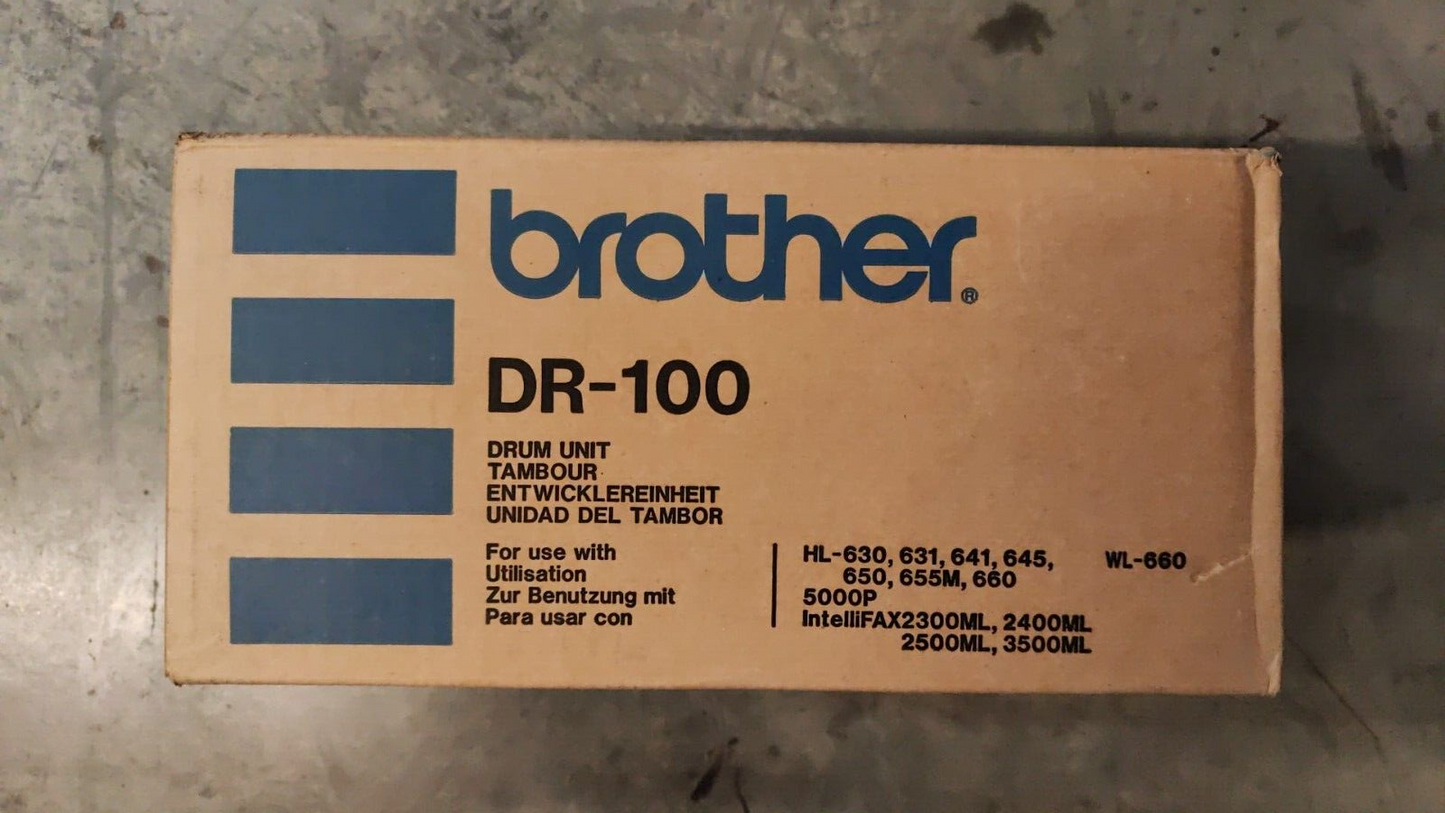 brother®
DR-100
DRUM UNIT
TAMBOUR
ENTWICKLEREINHEIT
UNIDAD DEL TAMBOR
For use with
Utilisation
Zur Benutzung mit
Para usar con
HL-630, 631, 641, 645, WL-660
650, 655M, 660
5000P
IntelliFAX2300ML, 2400ML
2500ML, 3500ML